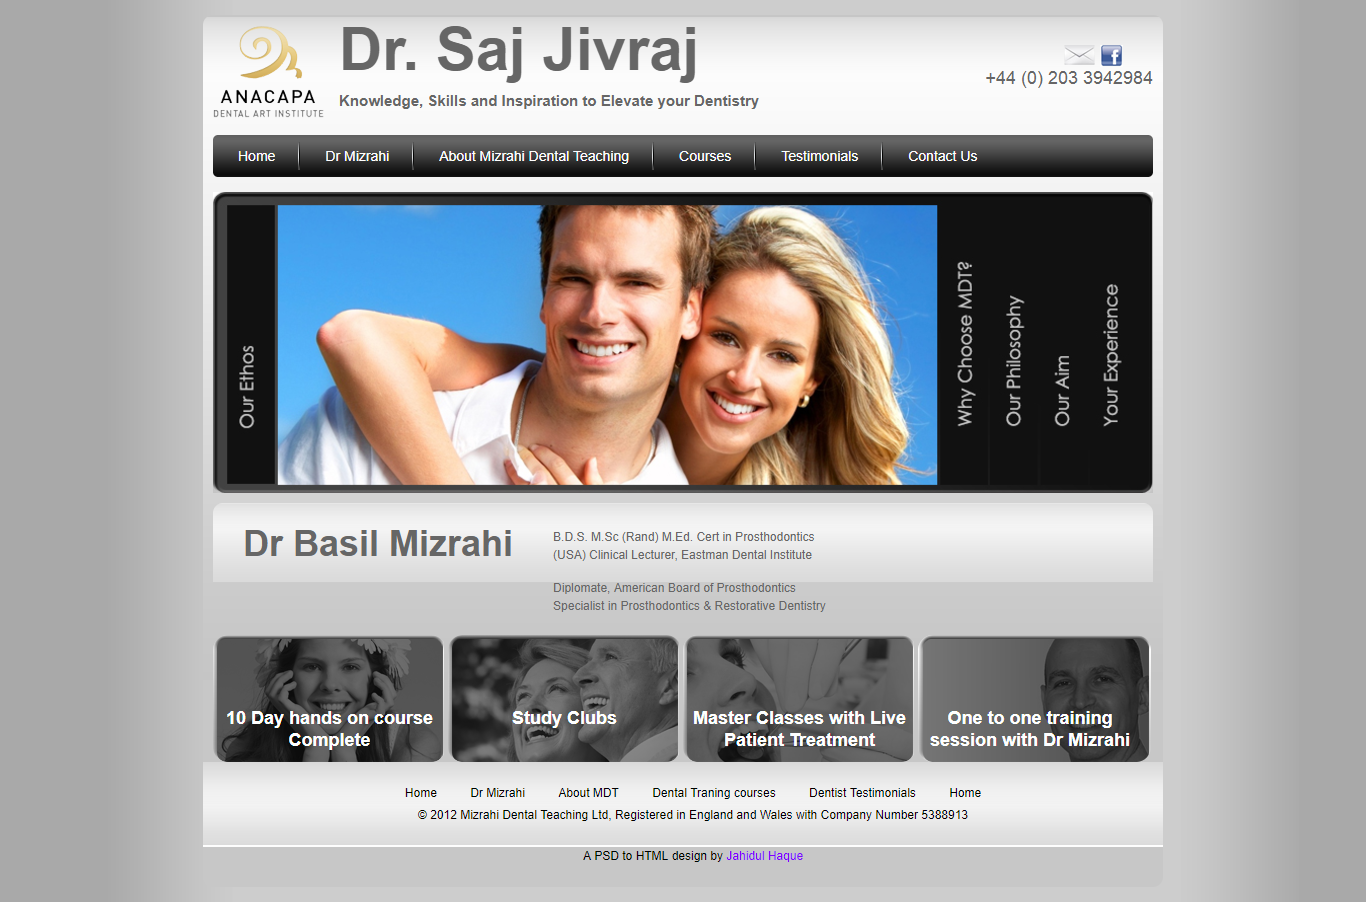 Dr. Saj Jivraj
ANACAPA
DENTAL ART INSTITUTE
Knowledge, Skills and Inspiration to Elevate your Dentistry
f
+44 (0) 203 3942984
Home
Dr Mizrahi
About Mizrahi Dental Teaching
Courses
Testimonials
Contact Us
Our Ethos
Why Choose MDT?
Our Philosophy
Our Aim
Your Experience
Dr Basil Mizrahi
B.D.S. M.Sc (Rand) M.Ed. Cert in Prosthodontics
(USA) Clinical Lecturer, Eastman Dental Institute
Diplomate, American Board of Prosthodontics
Specialist in Prosthodontics & Restorative Dentistry
10 Day hands on course
Complete
Study Clubs
Master Classes with Live
Patient Treatment
One to one training
session with Dr Mizrahi
Home
Dr Mizrahi
About MDT
Dental Traning courses
Dentist Testimonials
Home
© 2012 Mizrahi Dental Teaching Ltd, Registered in England and Wales with Company Number 5388913
A PSD to HTML design by Jahidul Haque